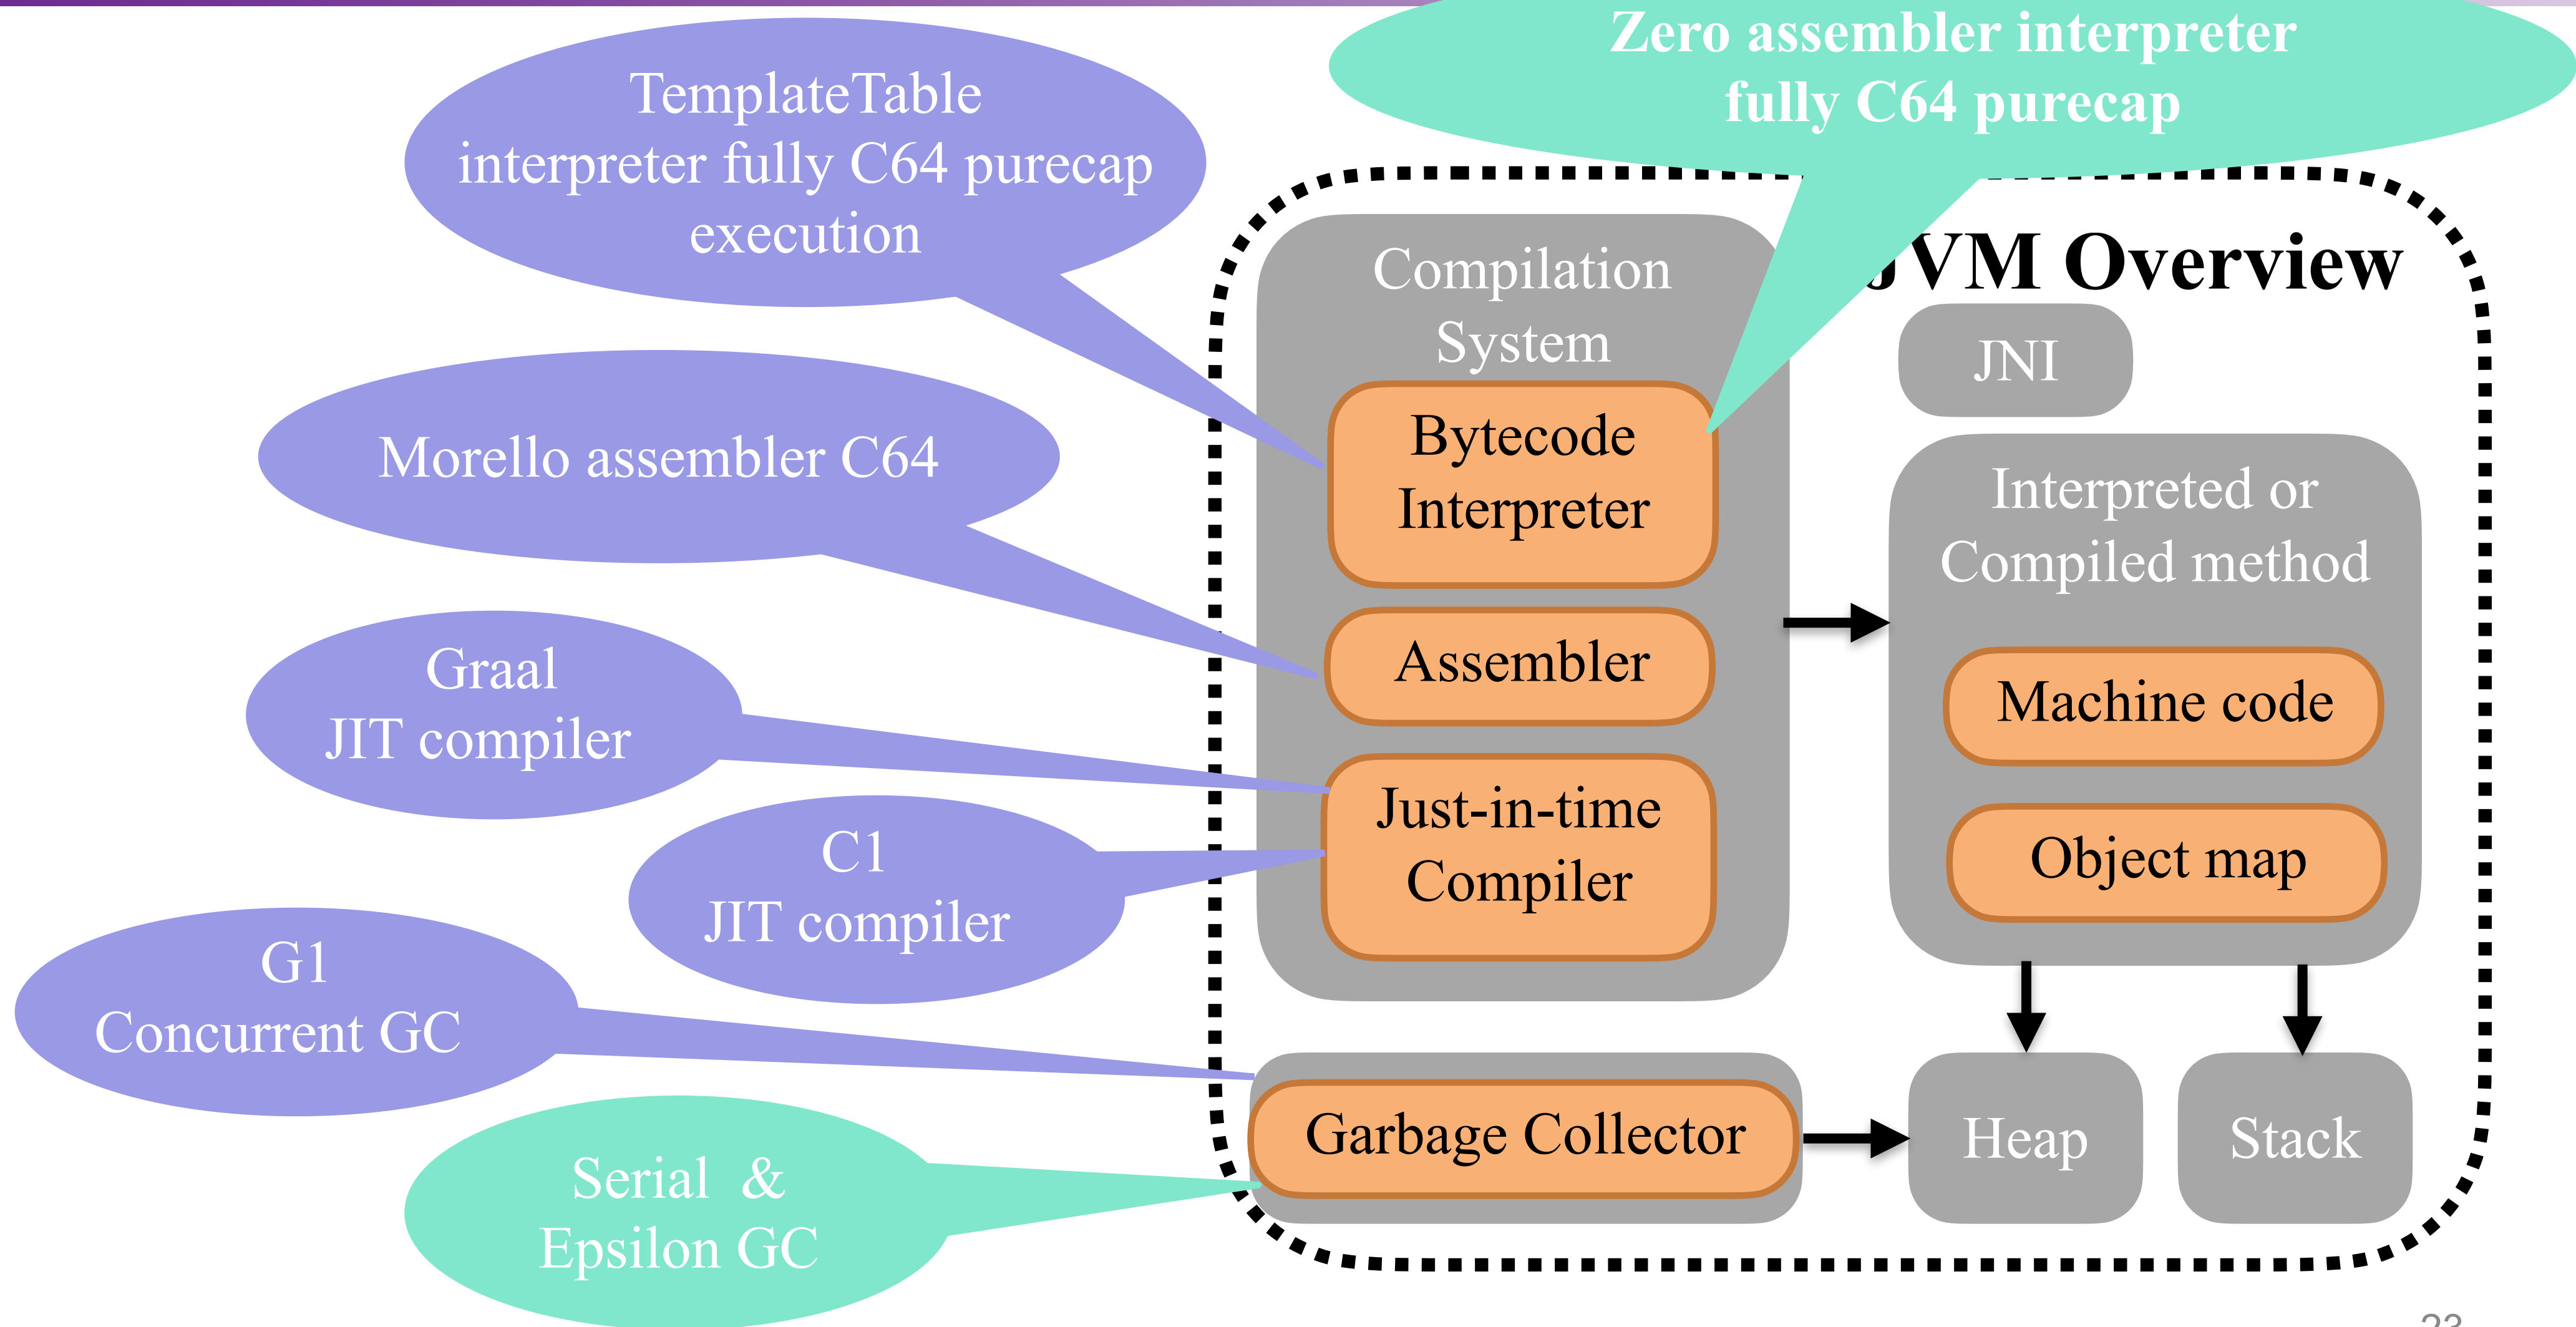 Zero assembler interpreter
fully C64 purecap
TemplateTable
interpreter fully C64 purecap
execution
Morello assembler C64
Graal
JIT compiler
C1
JIT compiler
G1
Concurrent GC
Serial & 
Epsilon GC
JVM Overview
Compilation
System
Bytecode
Interpreter
Assembler
Just-in-time
Compiler
Garbage Collector
JNI
Interpreted or
Compiled method
Machine code
Object map
Heap
Stack